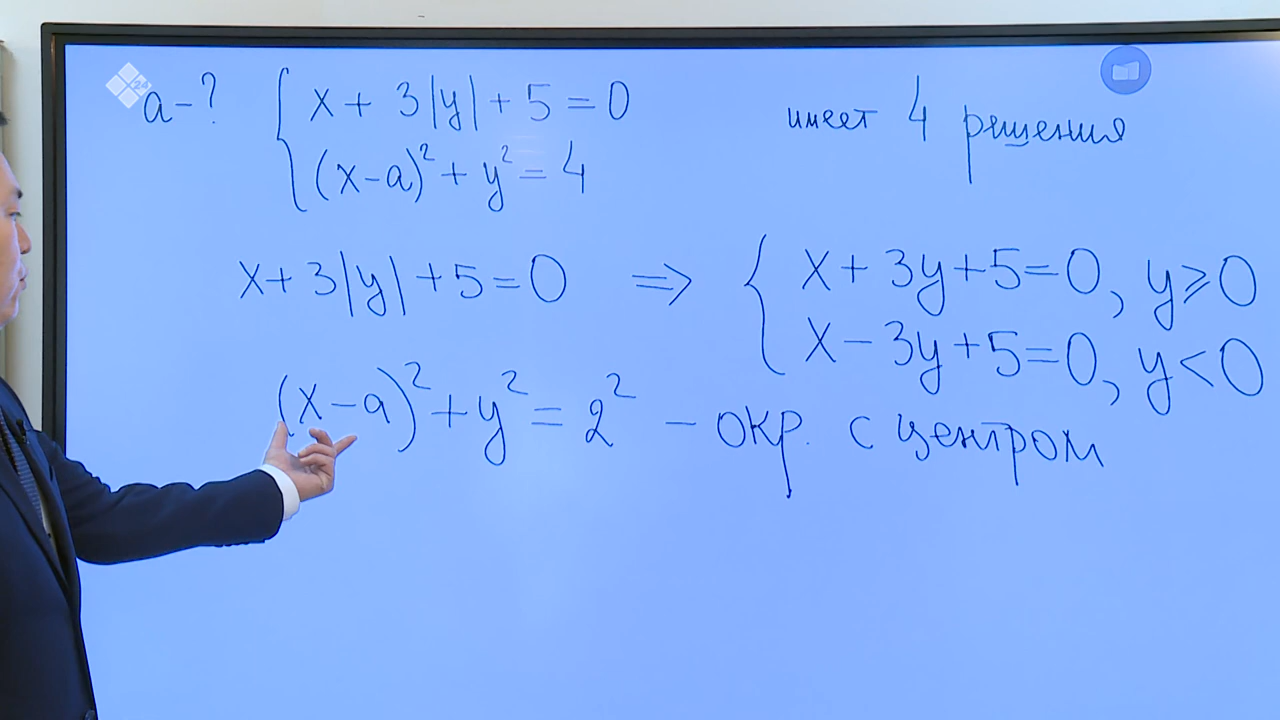 a-? { x + 3|y| + 5 = 0 имеет 4 решения
(x-a)² + y² = 4
x + 3|y| + 5 = 0 ⇒ { x + 3y + 5 = 0, y ⩾ 0
x - 3y + 5 = 0, y < 0
(x-a)² + y² = 2² - окр. с центром
24